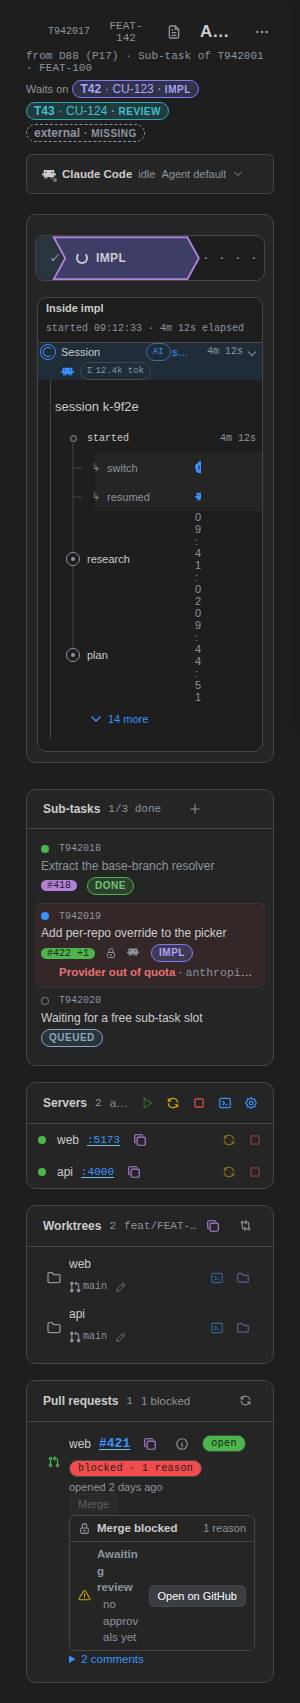 T942017 FEAT-142 A…
from D88 (P17) · Sub-task of T942001
· FEAT-100
Waits on T42 · CU-123 · IMPL
T43 · CU-124 · REVIEW
external · MISSING
Claude Code idle Agent default
✓ IMPL
Inside impl
started 09:12:33 · 4m 12s elapsed
Session AI s… 4m 12s
Σ 12.4k tok
session k-9f2e
started 4m 12s
↳ switch
↳ resumed
09:41:02
research
09:44:51
plan
14 more
Sub-tasks 1/3 done
T942018
Extract the base-branch resolver
#418 DONE
T942019
Add per-repo override to the picker
#422 +1 IMPL
Provider out of quota · anthropi…
T942020
Waiting for a free sub-task slot
QUEUED
Servers 2 a…
web :5173
api :4000
Worktrees 2 feat/FEAT-…
web
main
api
main
Pull requests 1 1 blocked
web #421 open
blocked · 1 reason
opened 2 days ago
Merge
Merge blocked 1 reason
Awaitin
g
review
no
approv
als yet
Open on GitHub
2 comments